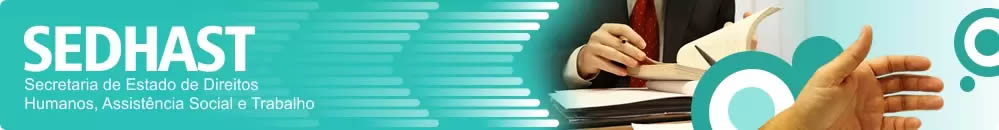 SEDHAST
Secretaria de Estado de Direitos
Humanos, Assistência Social e Trabalho